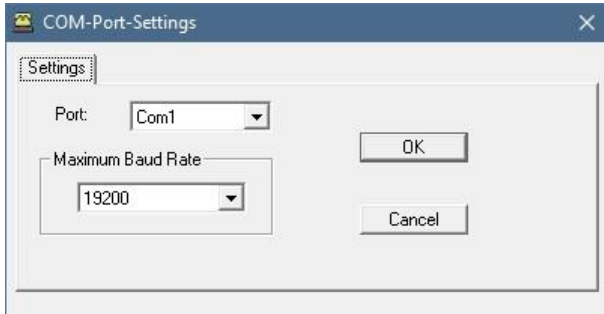 COM-Port-Settings
Settings
Port:
Com1
Maximum Baud Rate
19200
OK
Cancel